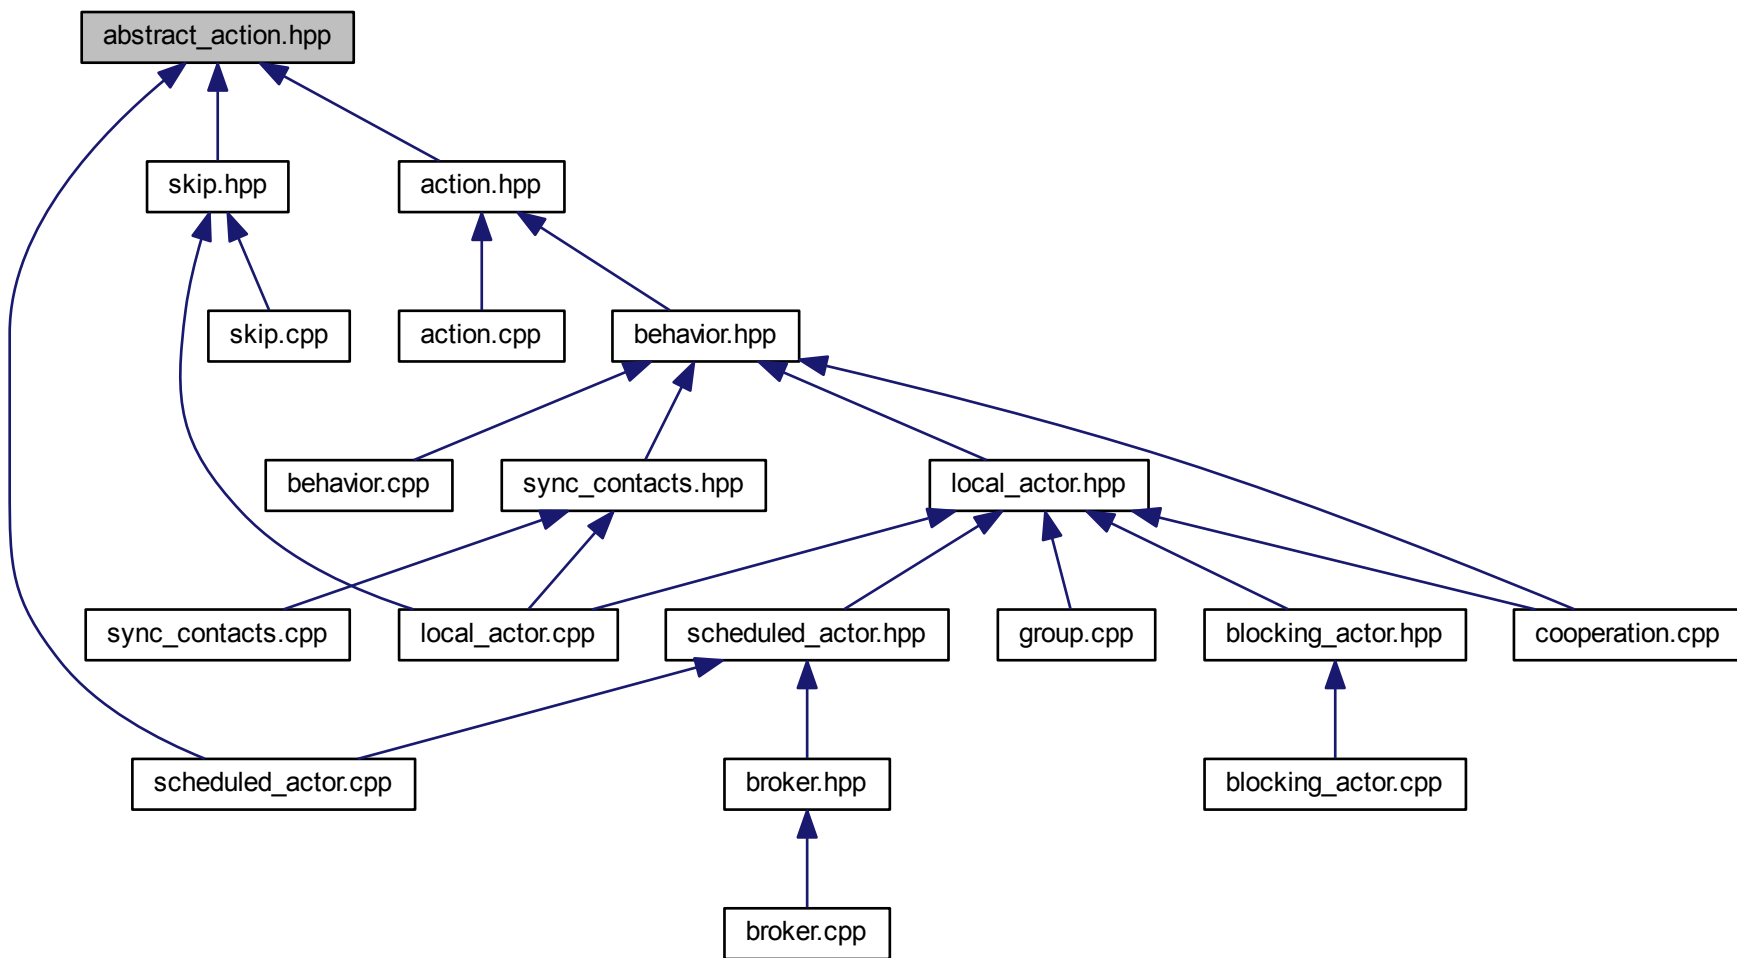 abstract_action.hpp
skip.hpp
action.hpp
skip.cpp
action.cpp
behavior.hpp
behavior.cpp
sync_contacts.hpp
local_actor.hpp
sync_contacts.cpp
local_actor.cpp
scheduled_actor.hpp
group.cpp
blocking_actor.hpp
cooperation.cpp
scheduled_actor.cpp
broker.hpp
blocking_actor.cpp
broker.cpp